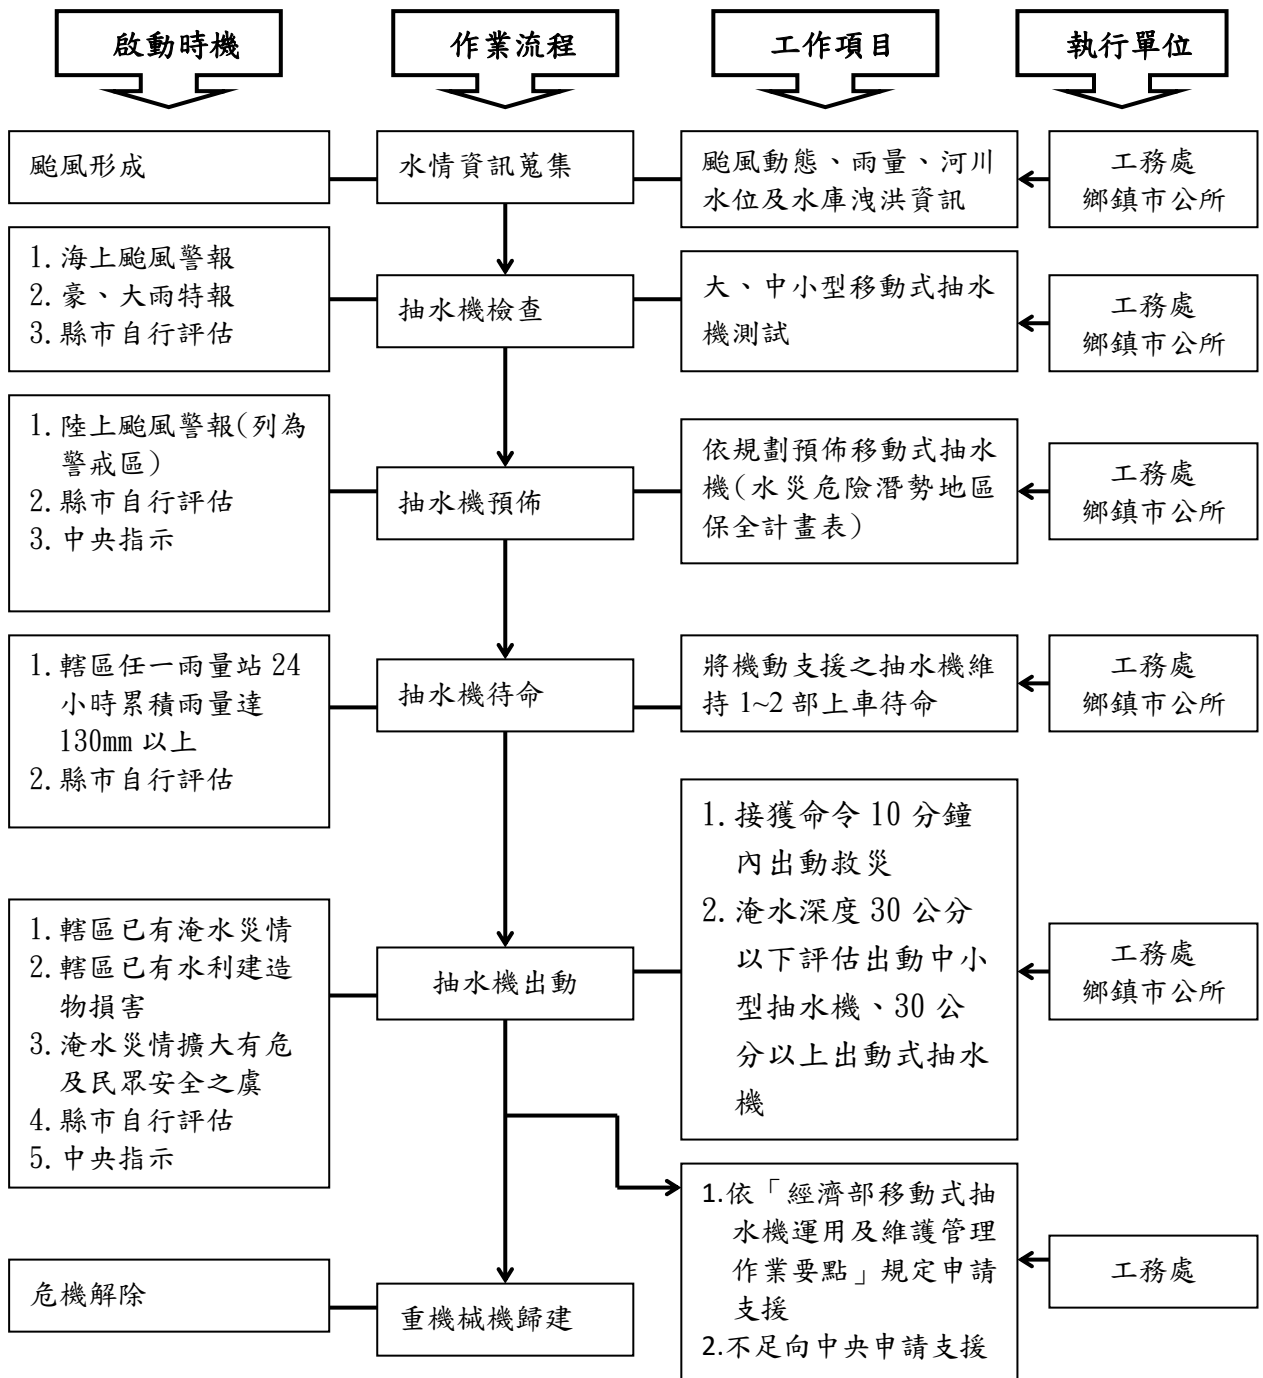 啟動時機
作業流程
工作項目
執行單位
颱風形成
水情資訊蒐集
颱風動態、雨量、河川
水位及水庫洩洪資訊
工務處
鄉鎮市公所
1. 海上颱風警報
2. 豪、大雨特報
3. 縣市自行評估
抽水機檢查
大、中小型移動式抽水
機測試
工務處
鄉鎮市公所
1. 陸上颱風警報(列為
警戒區)
2. 縣市自行評估
3. 中央指示
抽水機預佈
依規劃預佈移動式抽水
機(水災危險潛勢地區
保全計畫表)
工務處
鄉鎮市公所
1. 轄區任一雨量站 24
小時累積雨量達
130mm 以上
2. 縣市自行評估
抽水機待命
將機動支援之抽水機維
持 1~2 部上車待命
工務處
鄉鎮市公所
1. 轄區已有淹水災情
2. 轄區已有水利建造
物損害
3. 淹水災情擴大有危
及民眾安全之虞
4. 縣市自行評估
5. 中央指示
抽水機出動
1. 接獲命令 10 分鐘
內出動救災
2. 淹水深度 30 公分
以下評估出動中小
型抽水機、30 公
分以上出動式抽水
機
工務處
鄉鎮市公所
1.依「經濟部移動式抽
水機運用及維護管理
作業要點」規定申請
支援
2.不足向中央申請支援
工務處
危機解除
重機械機歸建